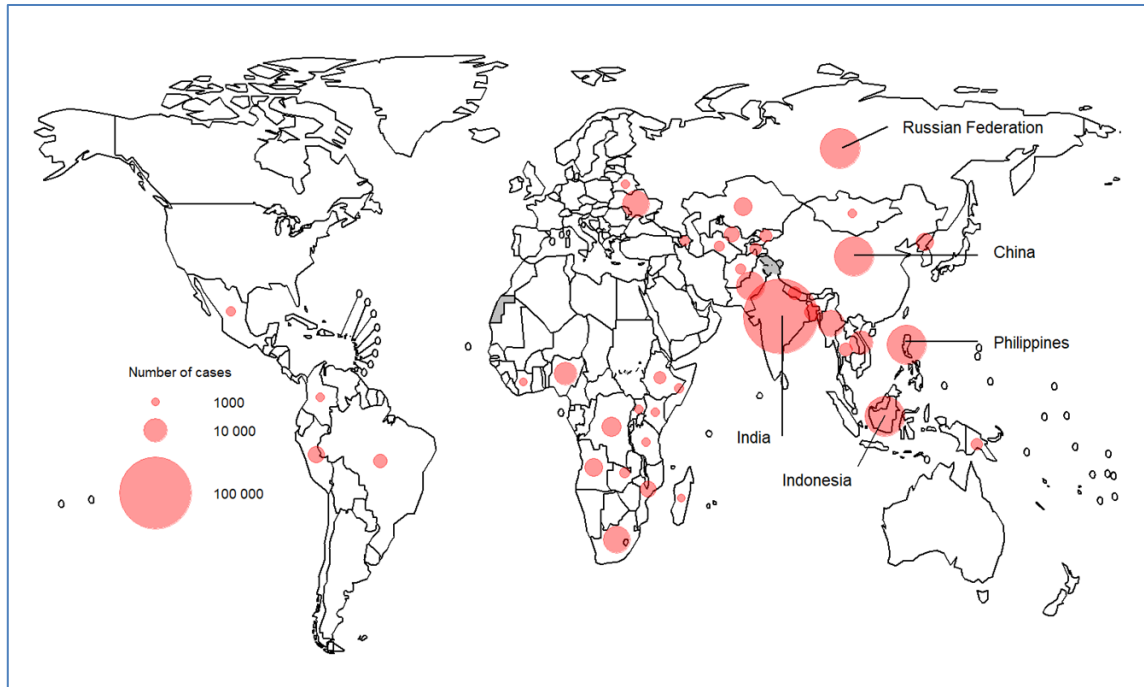 Russian Federation
China
Philippines
Number of cases
1000
10 000
India
Indonesia
100 000